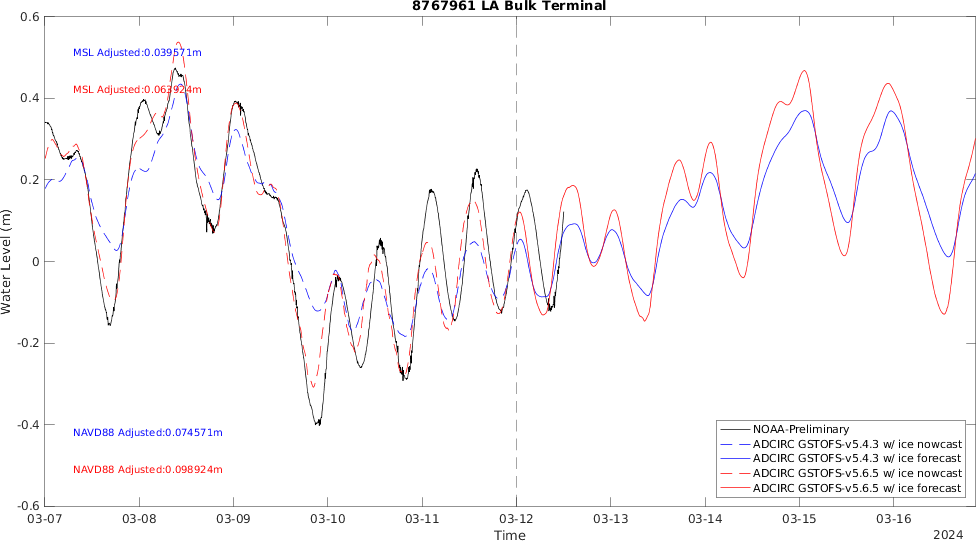 8767961 LA Bulk Terminal
0.6
0.4
0.2
0
-0.2
-0.4
-0.6
Water Level (m)
MSL Adjusted:0.039571m
MSL Adjusted:0.063924m
NAVD88 Adjusted:0.074571m
NAVD88 Adjusted:0.098924m
NOAA-Preliminary
ADCIRC GSTOFS-v5.4.3 w/ ice nowcast
ADCIRC GSTOFS-v5.4.3 w/ ice forecast
ADCIRC GSTOFS-v5.6.5 w/ ice nowcast
ADCIRC GSTOFS-v5.6.5 w/ ice forecast
03-07 03-08 03-09 03-10 03-11 03-12 03-13 03-14 03-15 03-16
Time
2024